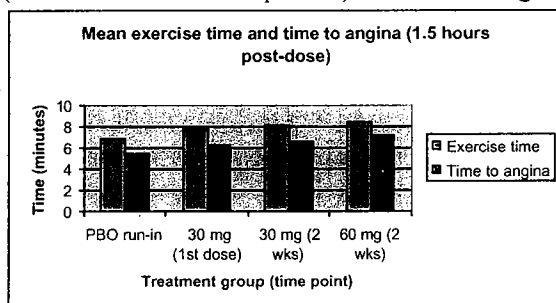 Mean exercise time and time to angina (1.5 hours
post-dose)
Time (minutes)
10
8
6
4
2
0
Exercise time
Time to angina
PBO run-in
30 mg
(1st dose)
30 mg (2
wks)
60 mg (2
wks)
Treatment group (time point)